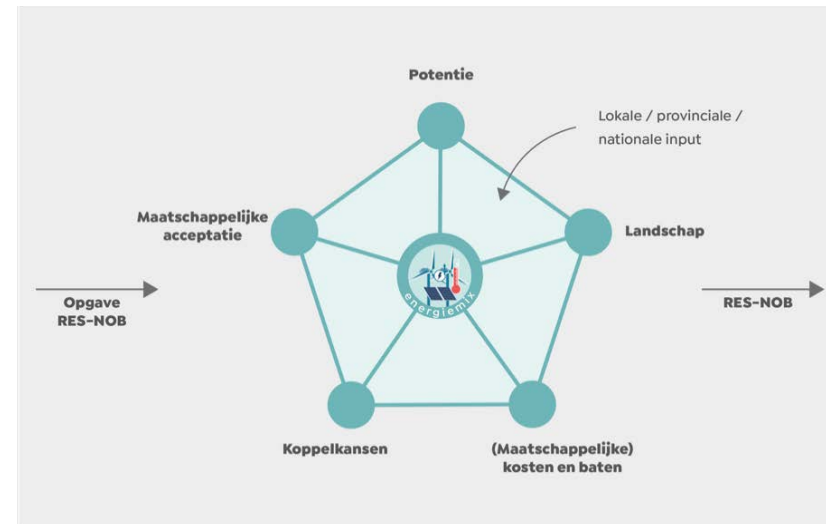 Potentie
Lokale / provinciale /
nationale input
Maatschappelijke
acceptatie
Landschap
energiemix
Opgave
RES-NOB
RES-NOB
Koppelkansen
(Maatschappelijke)
kosten en baten